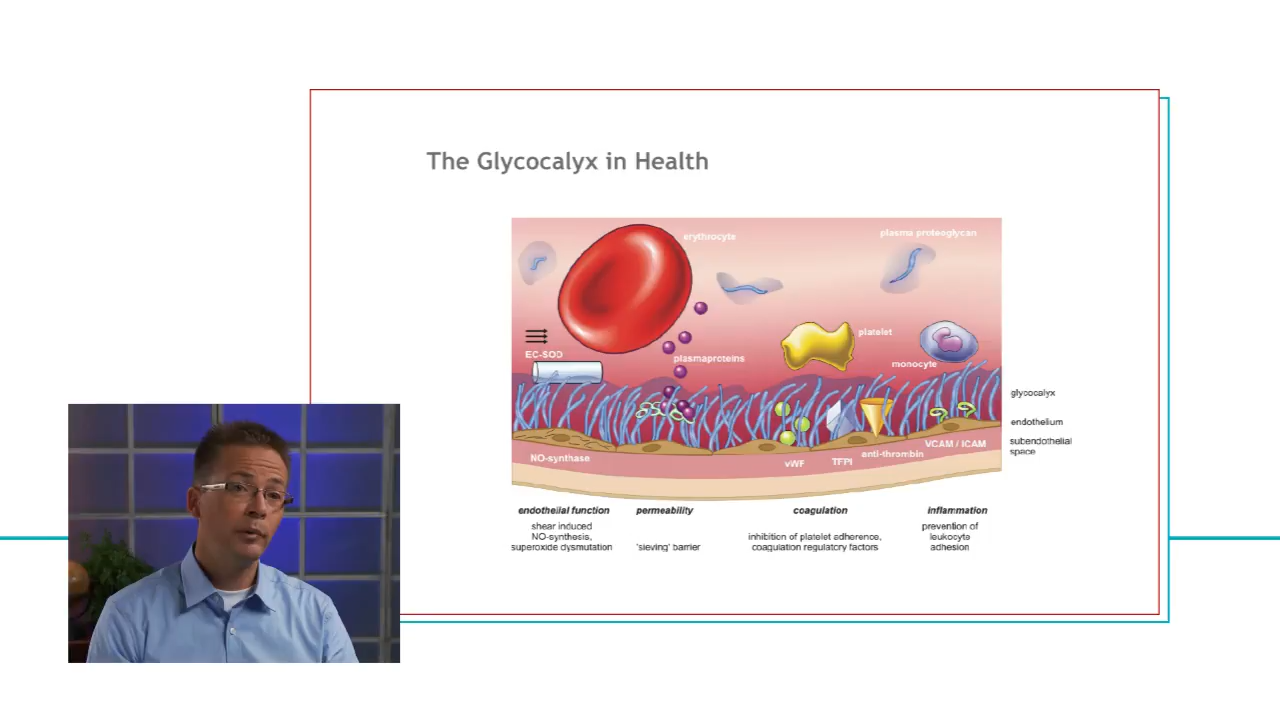 The Glycocalyx in Health
erythrocyte
plasma proteoglycan
platelet
EC-SOD
plasmaproteins
monocyte
glycocalyx
endothelium
subendothelial
space
NO-synthase
vWF
TFPI
anti-thrombin
VCAM / ICAM
endothelial function
shear induced
NO-synthesis,
superoxide dysmutation
permeability
'sieving' barrier
coagulation
inhibition of platelet adherence,
coagulation regulatory factors
inflammation
prevention of
leukocyte
adhesion